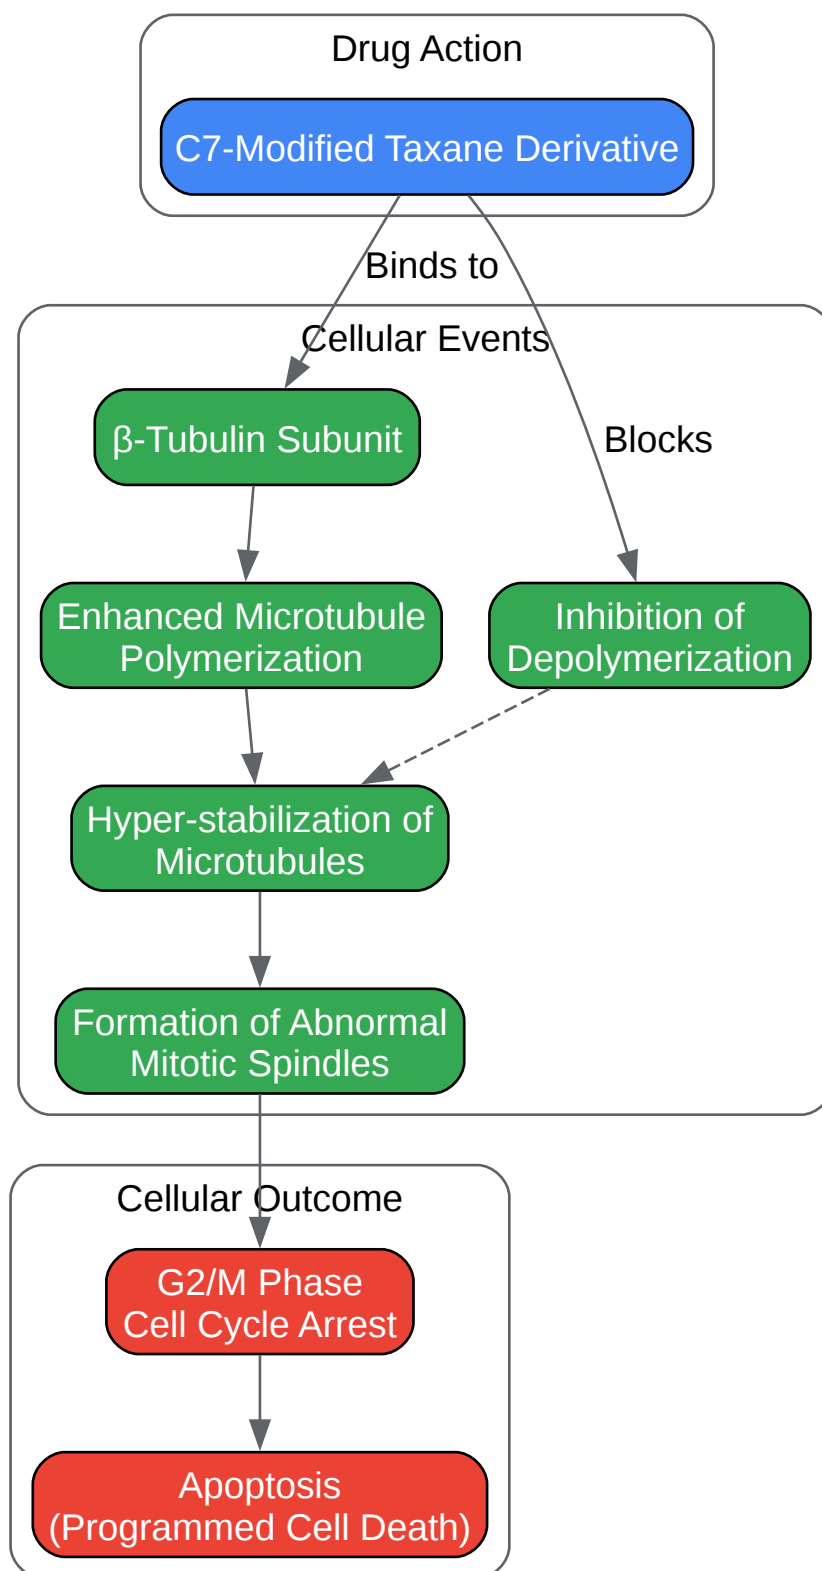 Drug Action
C7-Modified Taxane Derivative
Binds to
Cellular Events
β-Tubulin Subunit
Blocks
Enhanced Microtubule
Polymerization
Inhibition of
Depolymerization
Hyper-stabilization of
Microtubules
Formation of Abnormal
Mitotic Spindles
Cellular Outcome
G2/M Phase
Cell Cycle Arrest
Apoptosis
(Programmed Cell Death)